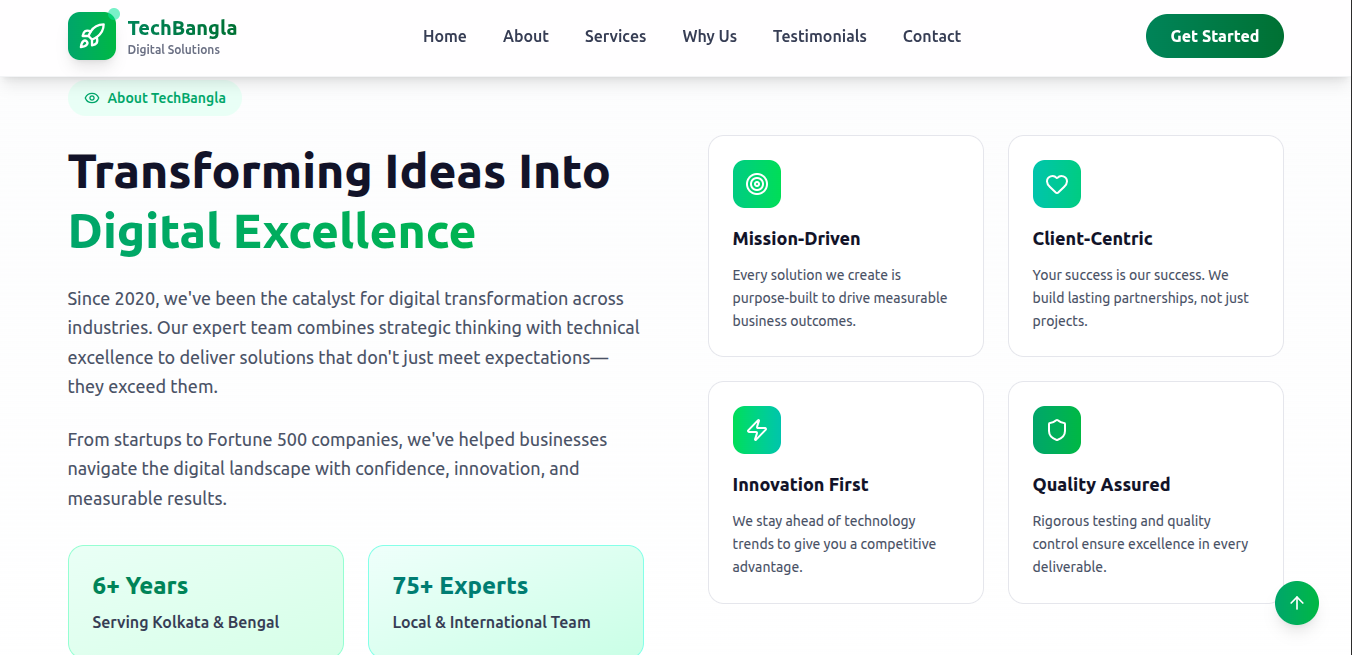 TechBangla
Digital Solutions
Home
About
Services
Why Us
Testimonials
Contact
Get Started
About TechBangla
Transforming Ideas Into
Digital Excellence
Since 2020, we've been the catalyst for digital transformation across
industries. Our expert team combines strategic thinking with technical
excellence to deliver solutions that don't just meet expectations—
they exceed them.
From startups to Fortune 500 companies, we've helped businesses
navigate the digital landscape with confidence, innovation, and
measurable results.
6+ Years
Serving Kolkata & Bengal
75+ Experts
Local & International Team
Mission-Driven
Every solution we create is
purpose-built to drive measurable
business outcomes.
Client-Centric
Your success is our success. We
build lasting partnerships, not just
projects.
Innovation First
We stay ahead of technology
trends to give you a competitive
advantage.
Quality Assured
Rigorous testing and quality
control ensure excellence in every
deliverable.